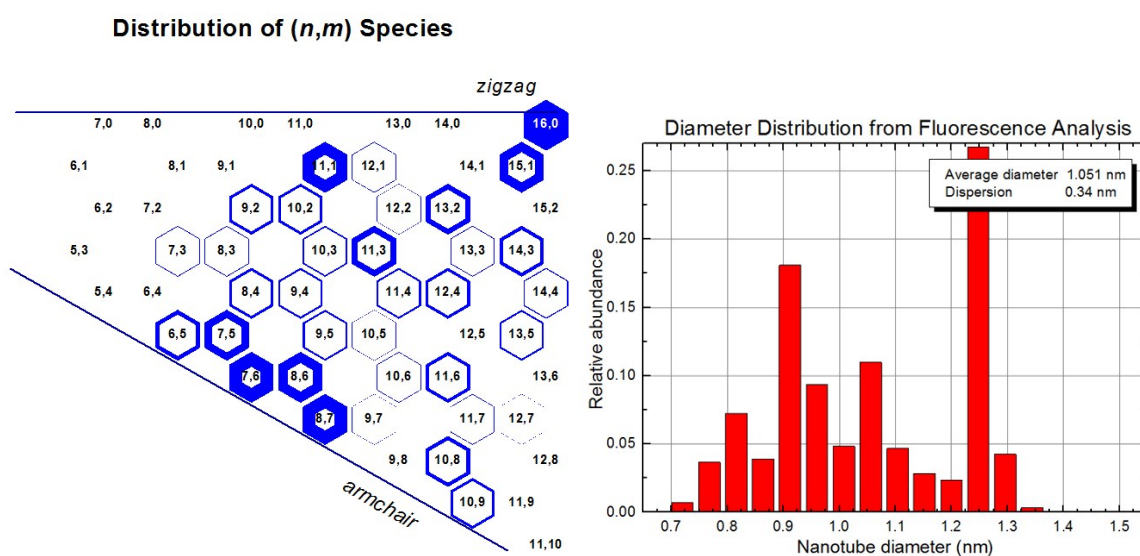 Distribution of (n,m) Species
zigzag
7,0 8,0 10,0 11,0 13,0 14,0 16,0
6,1 8,1 9,1 11,1 12,1 14,1 15,1
6,2 7,2 9,2 10,2 12,2 13,2 15,2
5,3 7,3 8,3 10,3 11,3 13,3 14,3
5,4 6,4 8,4 9,4 11,4 12,4 14,4
6,5 7,5 9,5 10,5 12,5 13,5
7,6 8,6 10,6 11,6 13,6
8,7 9,7 11,7 12,7
9,8 10,8 12,8
armchair
10,9 11,9
11,10
Diameter Distribution from Fluorescence Analysis
Average diameter 1.051 nm
Dispersion 0.34 nm
Relative abundance
0.25
0.20
0.15
0.10
0.05
0.00
0.7 0.8 0.9 1.0 1.1 1.2 1.3 1.4 1.5
Nanotube diameter (nm)